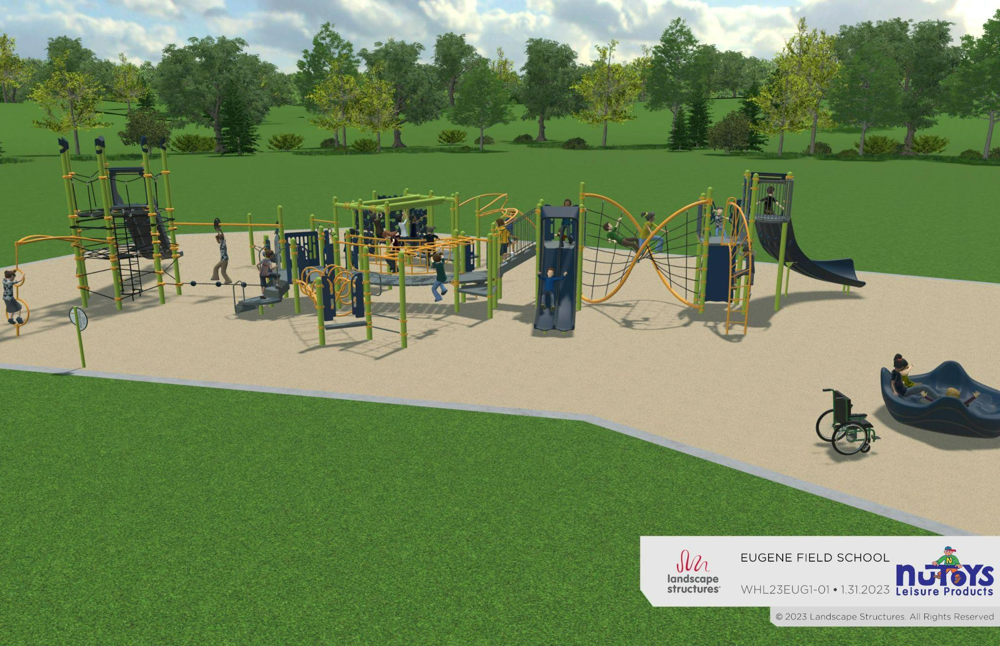 Welcome
EUGENE FIELD SCHOOL
WHL23EUG1-01 • 1.31.2023
landscape
structures®
NUTOYS
Leisure Products
© 2023 Landscape Structures. All Rights Reserved